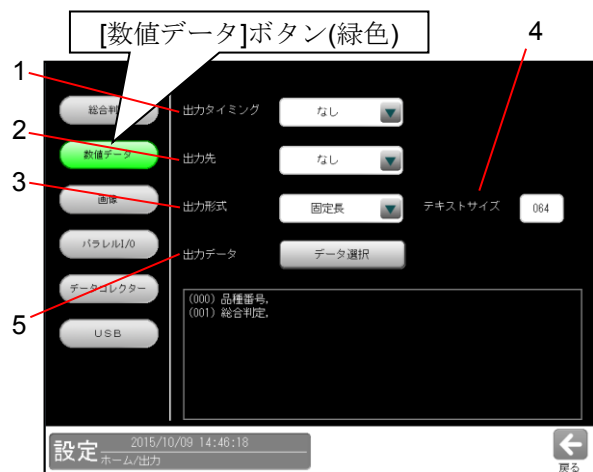 [数値データ]ボタン(緑色)
4
1
総合判
出力タイミング
なし
2
数値データ
出力先
なし
3
画像
出力形式
固定長
テキストサイズ
064
パラレルI/O
出力データ
データ選択
データコレクター
5
(000) 品種番号,
(001) 総合判定,
USB
設定
2015/10/09 14:46:18
ホーム/出力
戻る